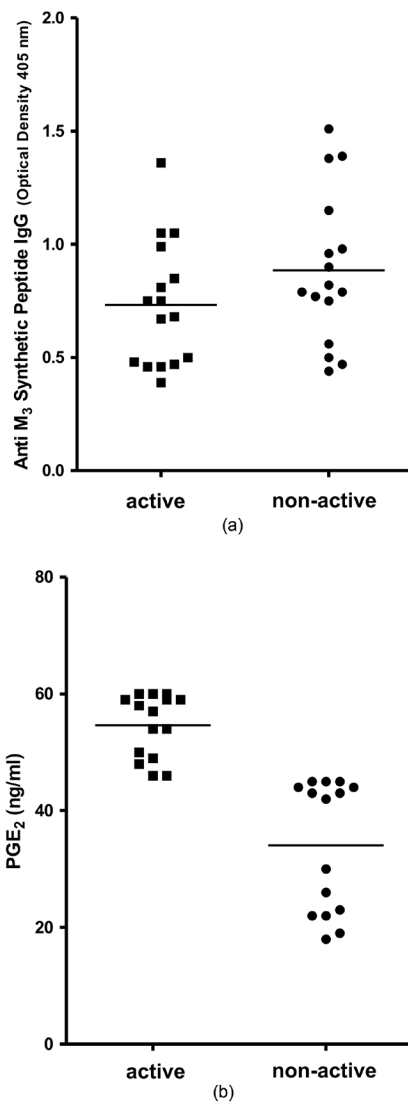 Anti M₃ Synthetic Peptide IgG (Optical Density 405 nm)
2.0
1.5
1.0
0.5
0.0
active non-active
(a)
PGE₂ (ng/ml)
80
60
40
20
0
active non-active
(b)